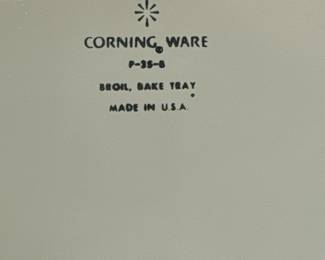 CORNING® WARE
P-35-B
BROIL, BAKE TRAY
MADE IN U.S.A.